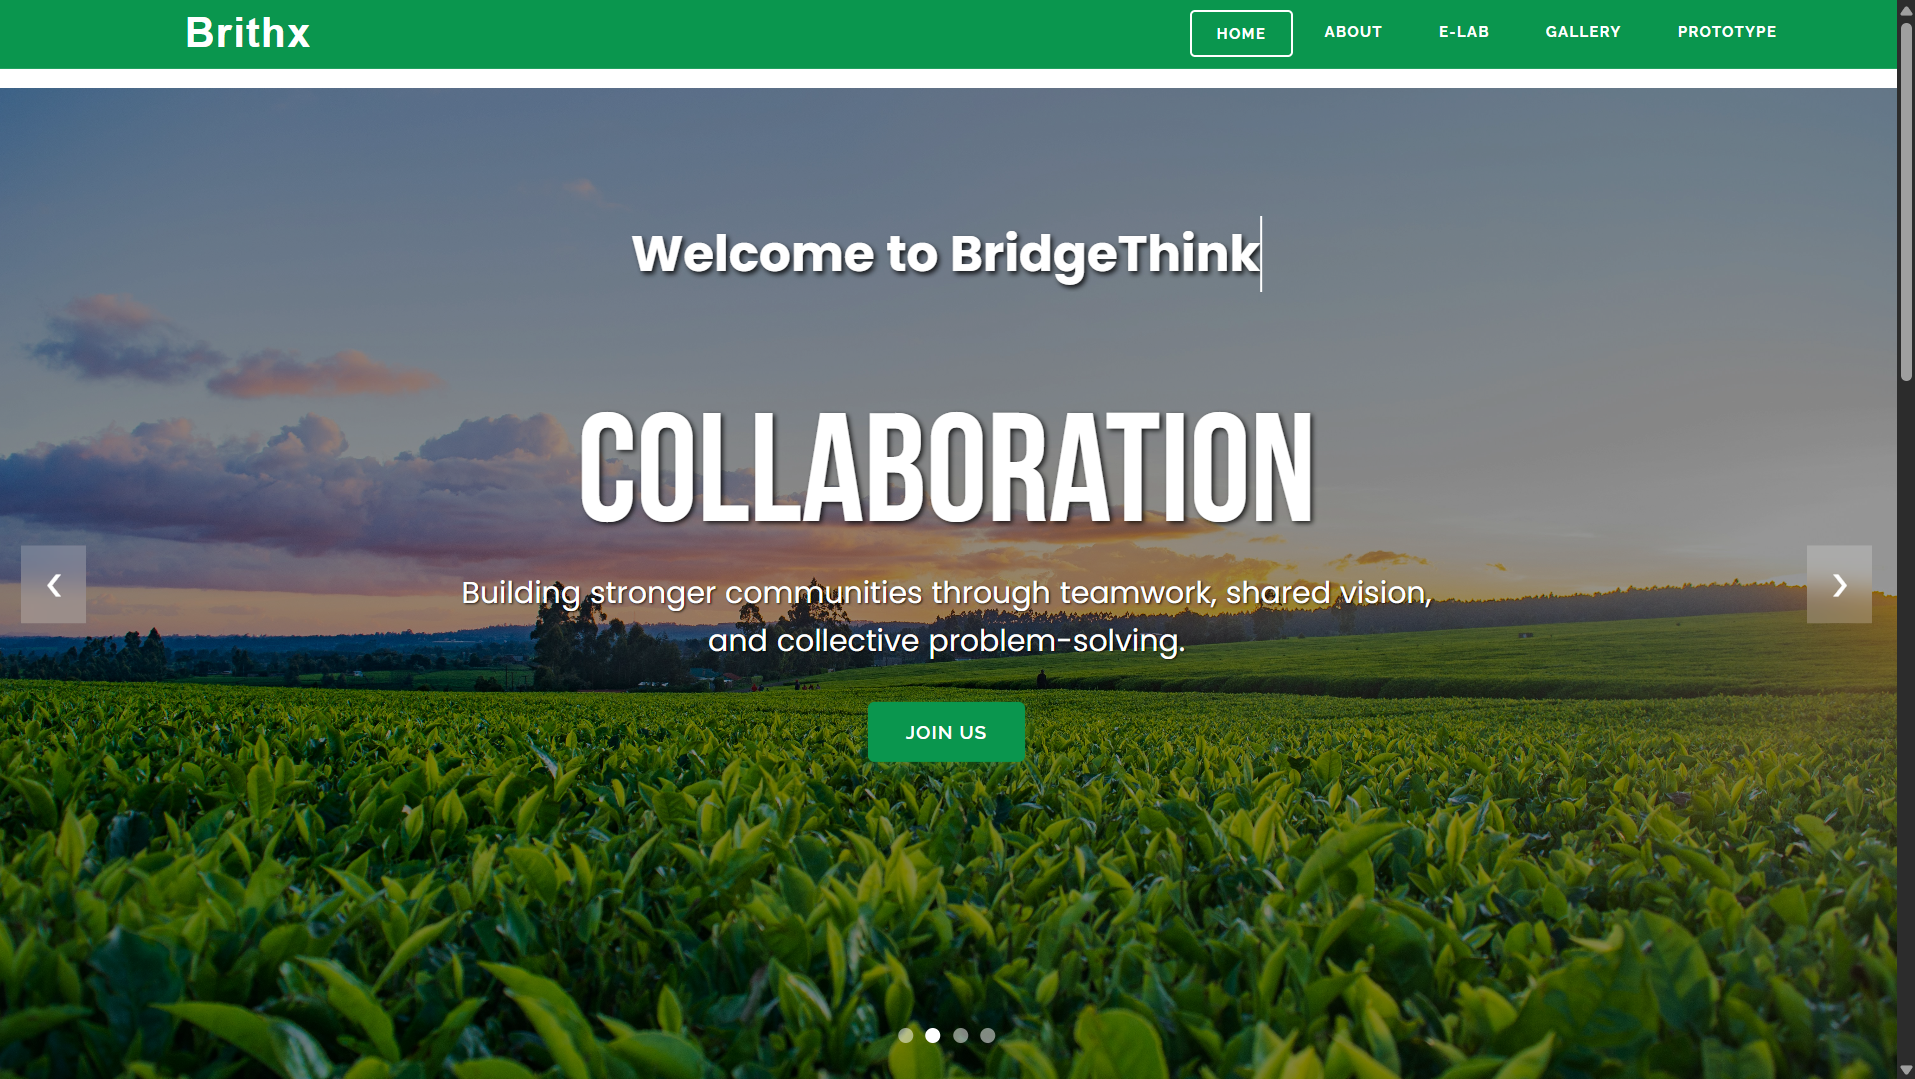 Brithx
HOME
ABOUT
E-LAB
GALLERY
PROTOTYPE
Welcome to BridgeThink
COLLABORATION
Building stronger communities through teamwork, shared vision,
and collective problem-solving.
JOIN US